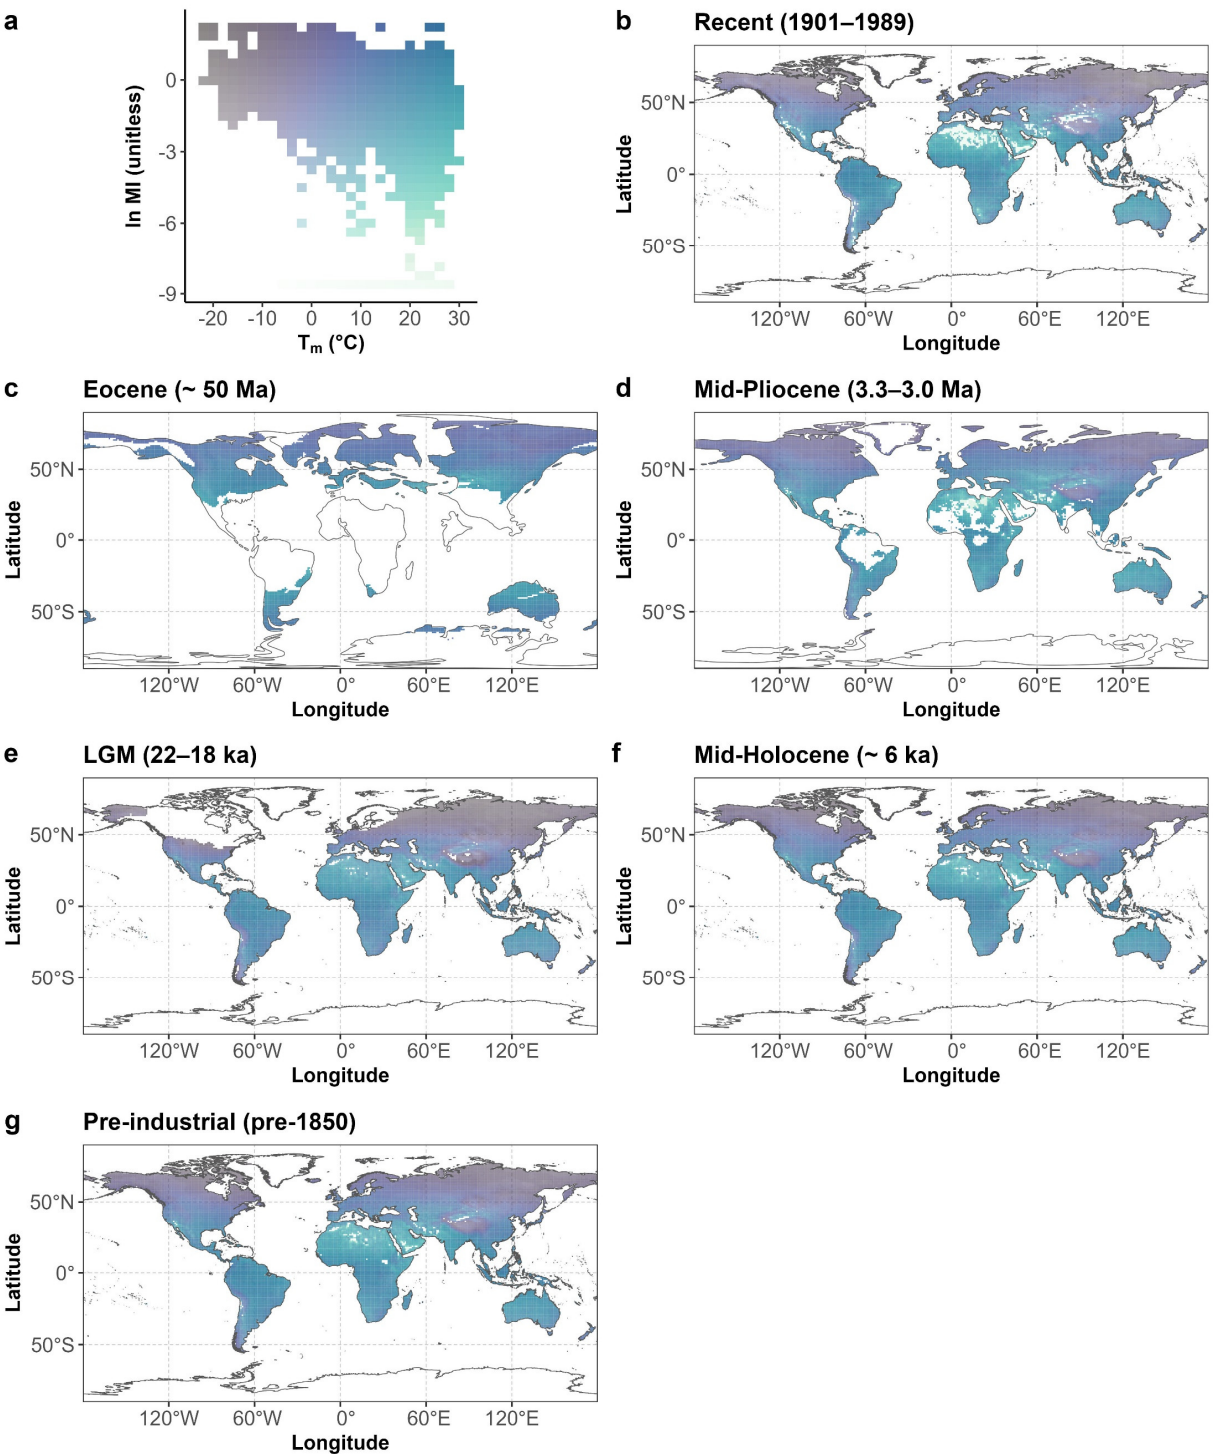 a
0
-3
-6
-9
ln MI (unitless)
-20 -10 0 10 20 30
Tm (°C)
b Recent (1901–1989)
50°N
0°
50°S
Latitude
120°W 60°W 0° 60°E 120°E
Longitude
c Eocene (~ 50 Ma)
50°N
0°
50°S
Latitude
120°W 60°W 0° 60°E 120°E
Longitude
d Mid-Pliocene (3.3–3.0 Ma)
50°N
0°
50°S
Latitude
120°W 60°W 0° 60°E 120°E
Longitude
e LGM (22–18 ka)
50°N
0°
50°S
Latitude
120°W 60°W 0° 60°E 120°E
Longitude
f Mid-Holocene (~ 6 ka)
50°N
0°
50°S
Latitude
120°W 60°W 0° 60°E 120°E
Longitude
g Pre-industrial (pre-1850)
50°N
0°
50°S
Latitude
120°W 60°W 0° 60°E 120°E
Longitude